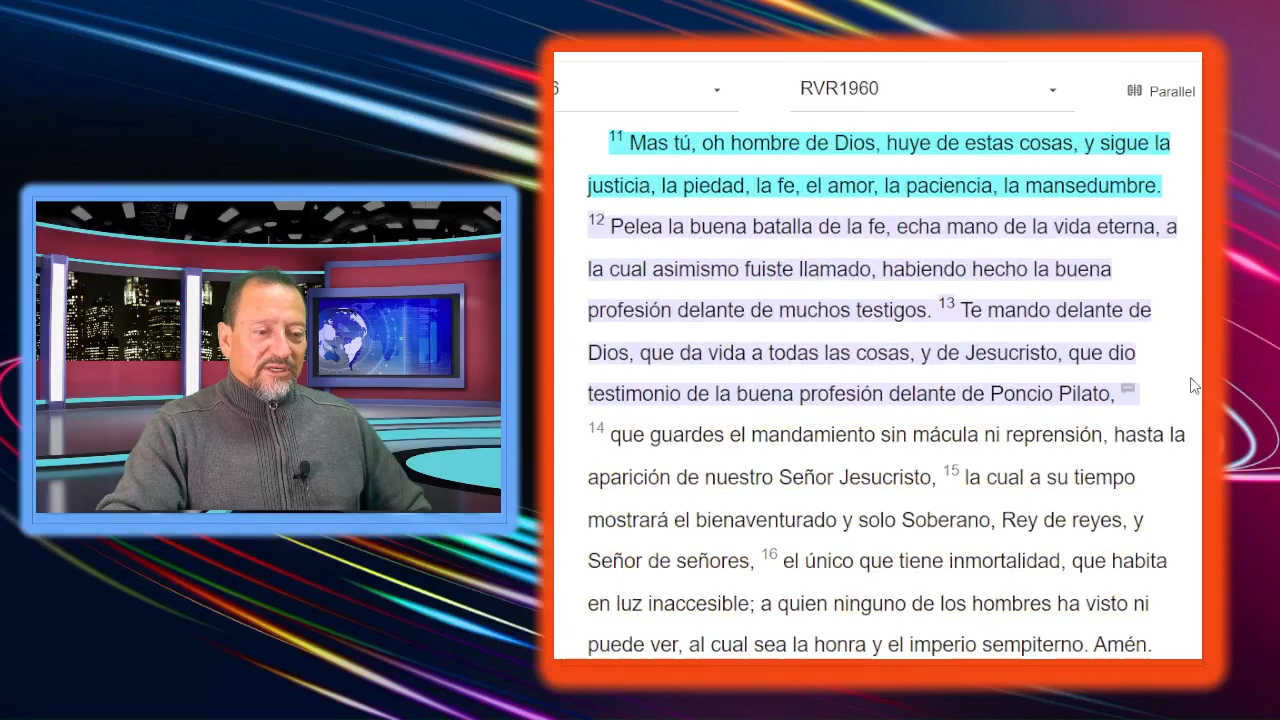 6 RVR1960 Parallel
11 Mas tú, oh hombre de Dios, huye de estas cosas, y sigue la
justicia, la piedad, la fe, el amor, la paciencia, la mansedumbre.
12 Pelea la buena batalla de la fe, echa mano de la vida eterna, a
la cual asimismo fuiste llamado, habiendo hecho la buena
profesión delante de muchos testigos. 13 Te mando delante de
Dios, que da vida a todas las cosas, y de Jesucristo, que dio
testimonio de la buena profesión delante de Poncio Pilato,
14 que guardes el mandamiento sin mácula ni reprensión, hasta la
aparición de nuestro Señor Jesucristo, 15 la cual a su tiempo
mostrará el bienaventurado y solo Soberano, Rey de reyes, y
Señor de señores, 16 el único que tiene inmortalidad, que habita
en luz inaccesible; a quien ninguno de los hombres ha visto ni
puede ver, al cual sea la honra y el imperio sempiterno. Amén.